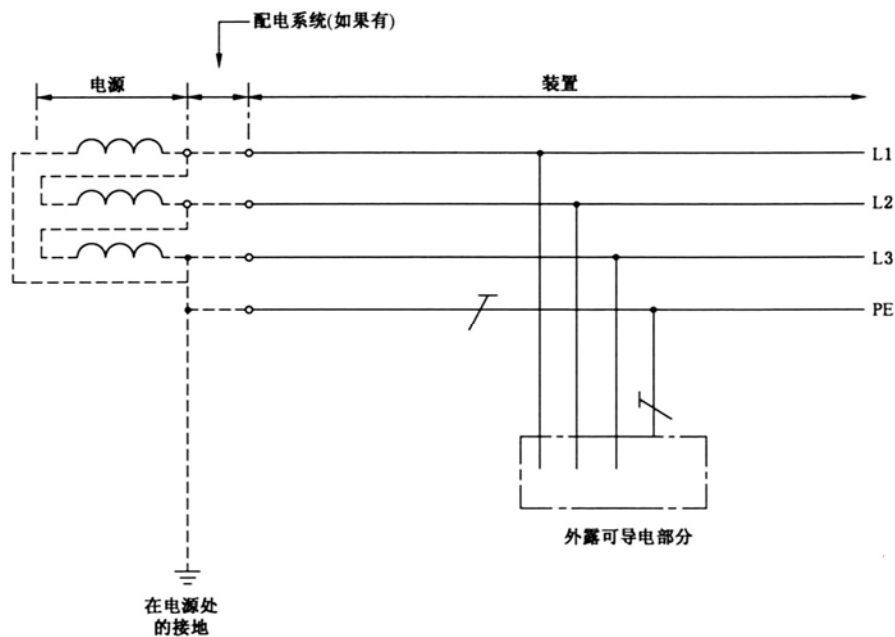 配电系统(如果有)
电源
装置
L1
L2
L3
PE
外露可导电部分
在电源处
的接地